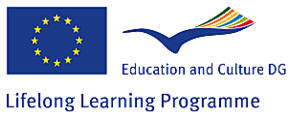 Education and Culture DG
Lifelong Learning Programme